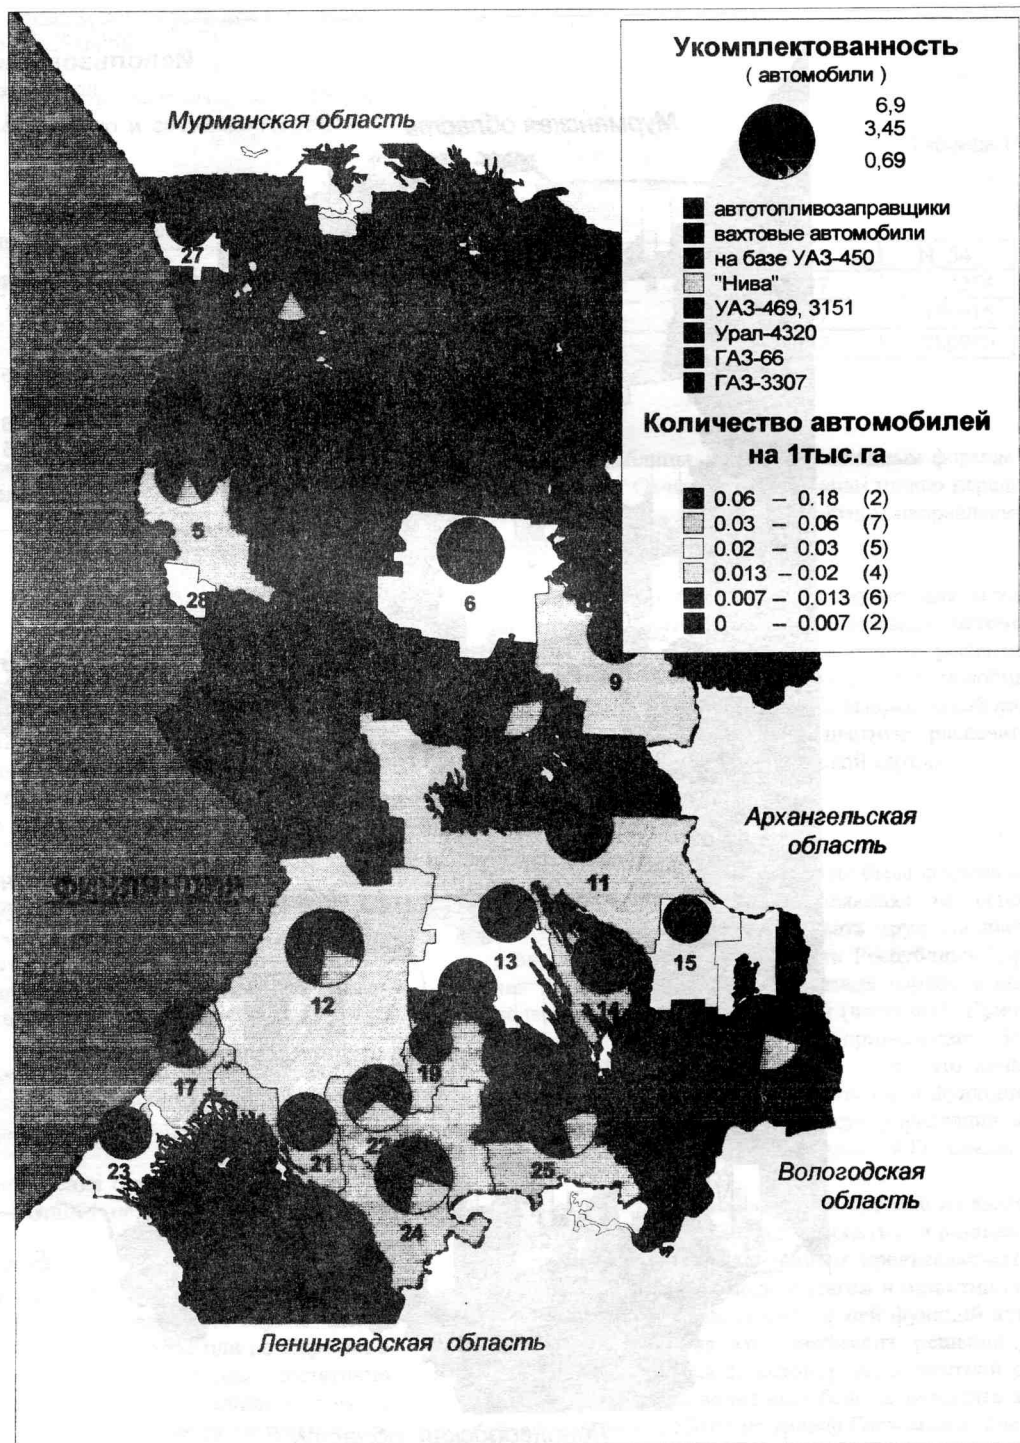 Укомплектованность
( автомобили )
6,9
3,45
0,69
автотопливозаправщики
вахтовые автомобили
на базе УАЗ-450
"Нива"
УАЗ-469, 3151
Урал-4320
ГАЗ-66
ГАЗ-3307
Количество автомобилей
на 1тыс.га
0.06 – 0.18 (2)
0.03 – 0.06 (7)
0.02 – 0.03 (5)
0.013 – 0.02 (4)
0.007 – 0.013 (6)
0 – 0.007 (2)
Мурманская область
27
5
28
6
9
Архангельская
область
ФИНЛЯНДИЯ
11
12
13
14
15
17
19
21
22
23
24
25
Вологодская
область
Ленинградская область